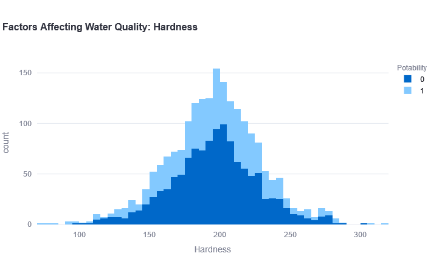 Factors Affecting Water Quality: Hardness
Potability
0
1
150
100
50
0
count
100
150
200
250
300
Hardness